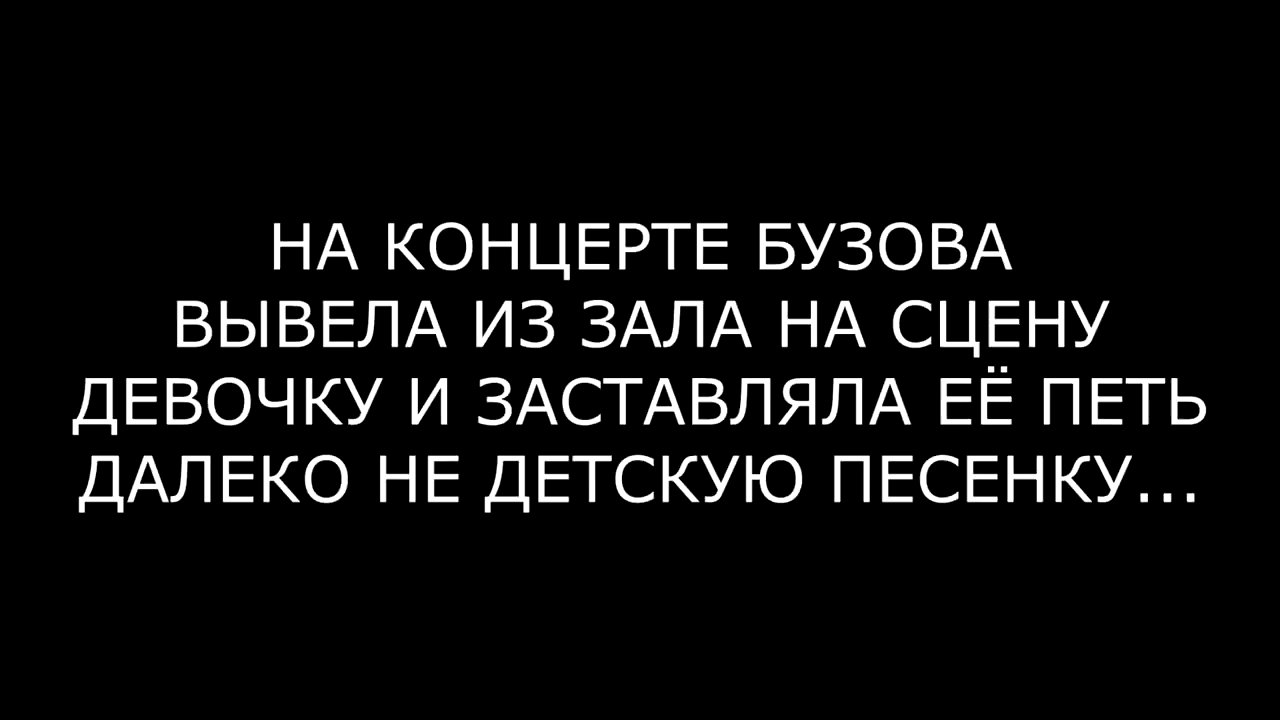 НА КОНЦЕРТЕ БУЗОВА
ВЫВЕЛА ИЗ ЗАЛА НА СЦЕНУ
ДЕВОЧКУ И ЗАСТАВЛЯЛА ЕЁ ПЕТЬ
ДАЛЕКО НЕ ДЕТСКУЮ ПЕСЕНКУ...